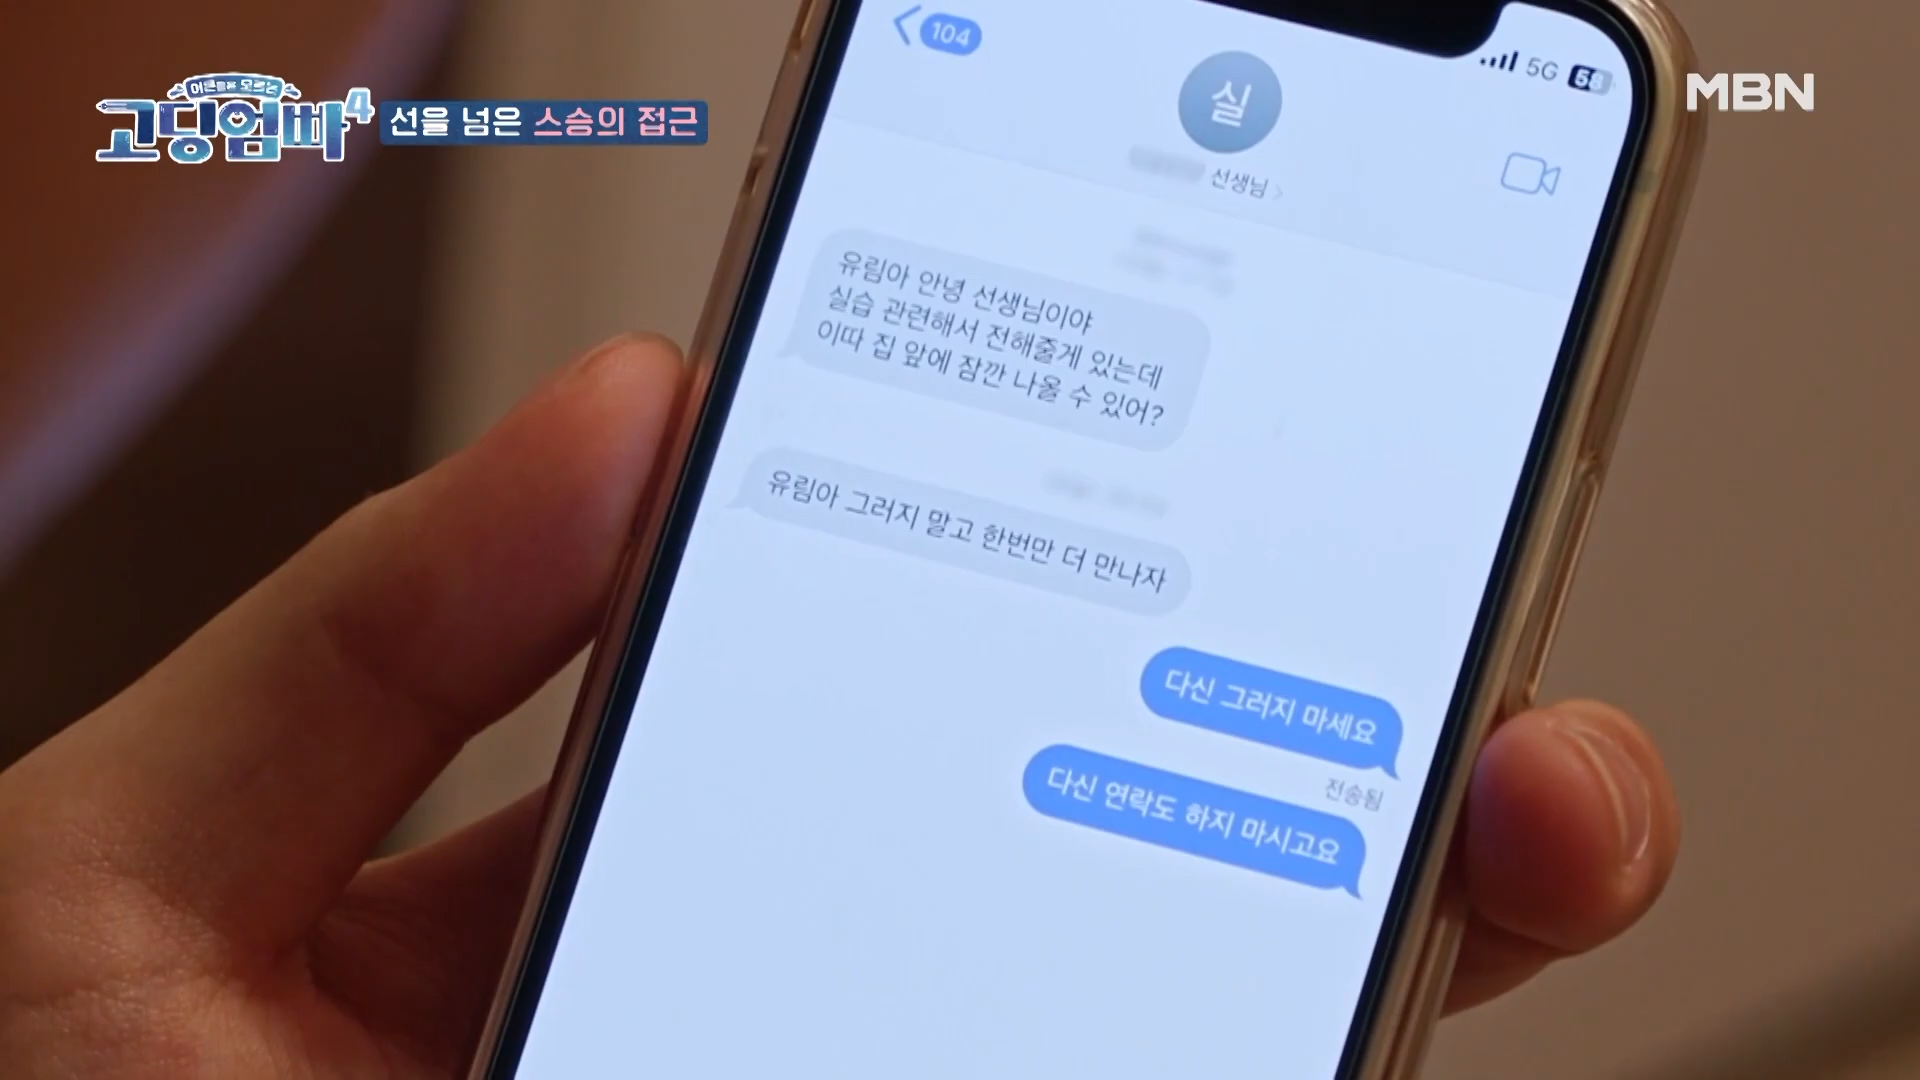 어른들은 모르는
고딩엄빠4
선을 넘은 스승의 접근
MBN
104
5G
58
실
선생님
유림아 안녕 선생님이야
실습 관련해서 전해줄게 있는데
이따 집 앞에 잠깐 나올 수 있어?
유림아 그러지 말고 한번만 더 만나자
다신 그러지 마세요
전송됨
다신 연락도 하지 마시고요